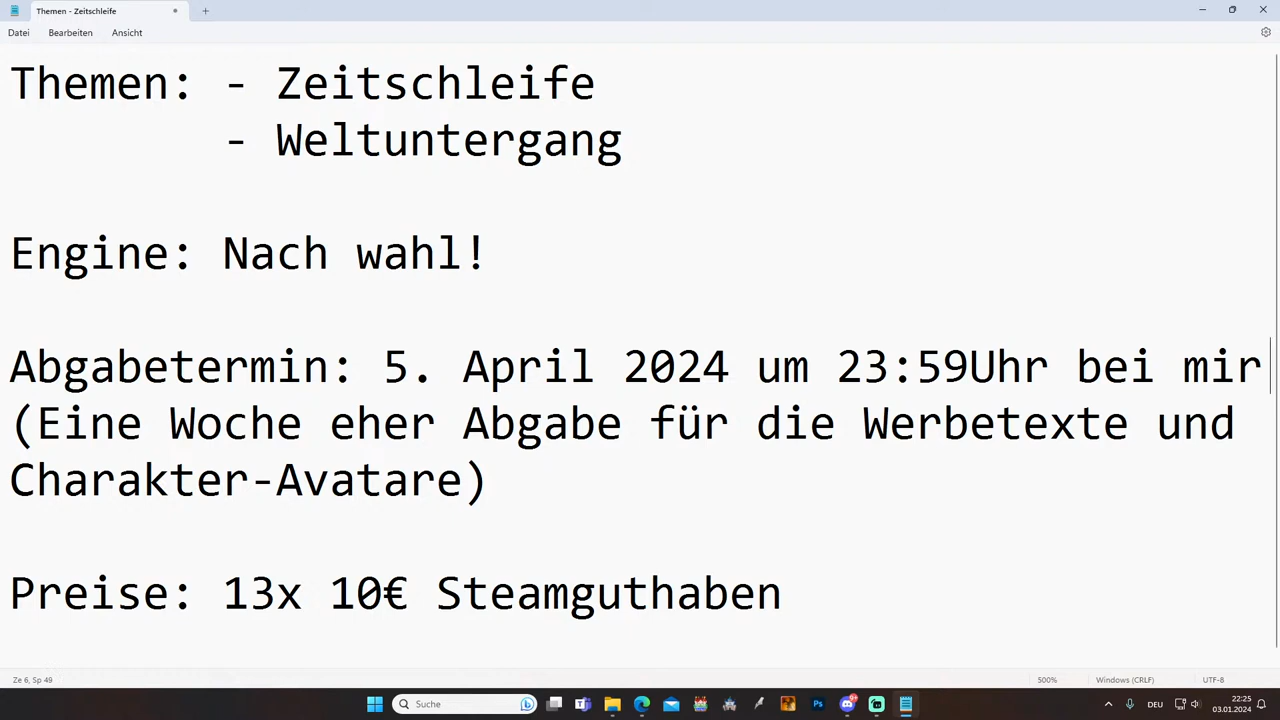 Themen - Zeitschleife
Datei Bearbeiten Ansicht
Themen: - Zeitschleife
- Weltuntergang
Engine: Nach wahl!
Abgabetermin: 5. April 2024 um 23:59Uhr bei mir
(Eine Woche eher Abgabe für die Werbetexte und
Charakter-Avatare)
Preise: 13x 10€ Steamguthaben
Ze 6, Sp 49 500% Windows (CRLF) UTF-8
Suche DEU 22:25
03.01.2024